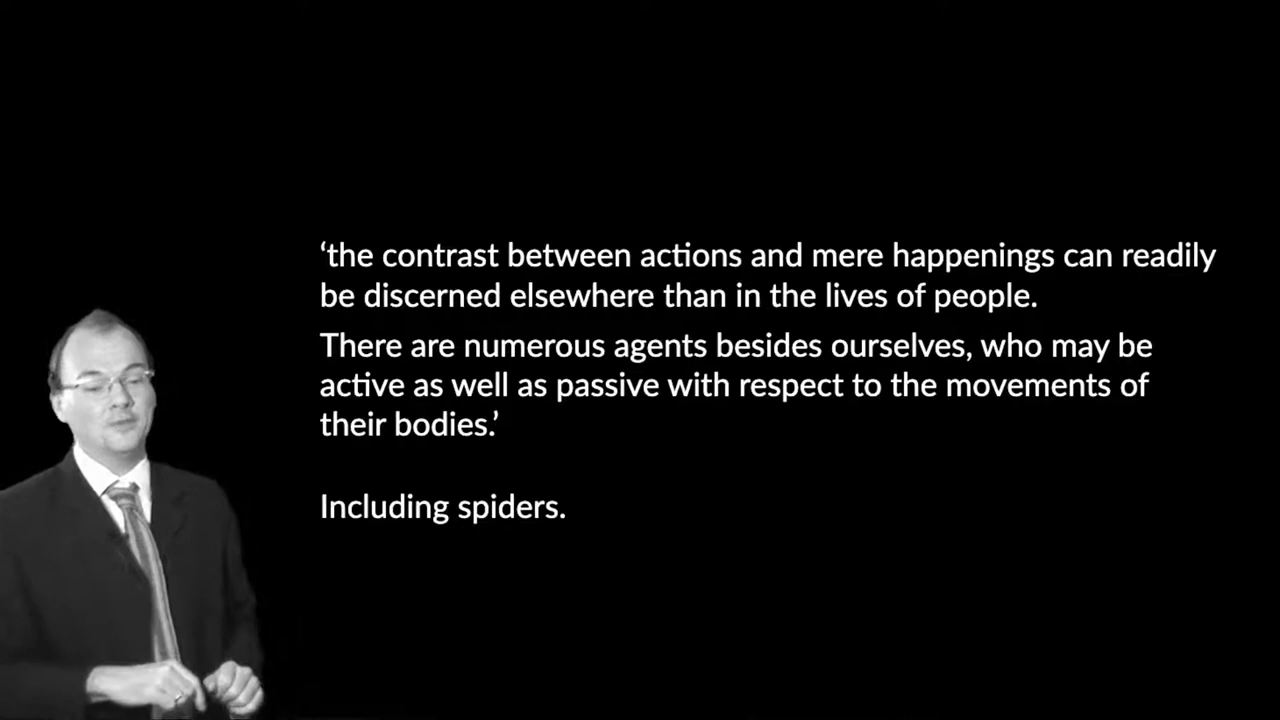 ‘the contrast between actions and mere happenings can readily
be discerned elsewhere than in the lives of people.
There are numerous agents besides ourselves, who may be
active as well as passive with respect to the movements of
their bodies.’
Including spiders.